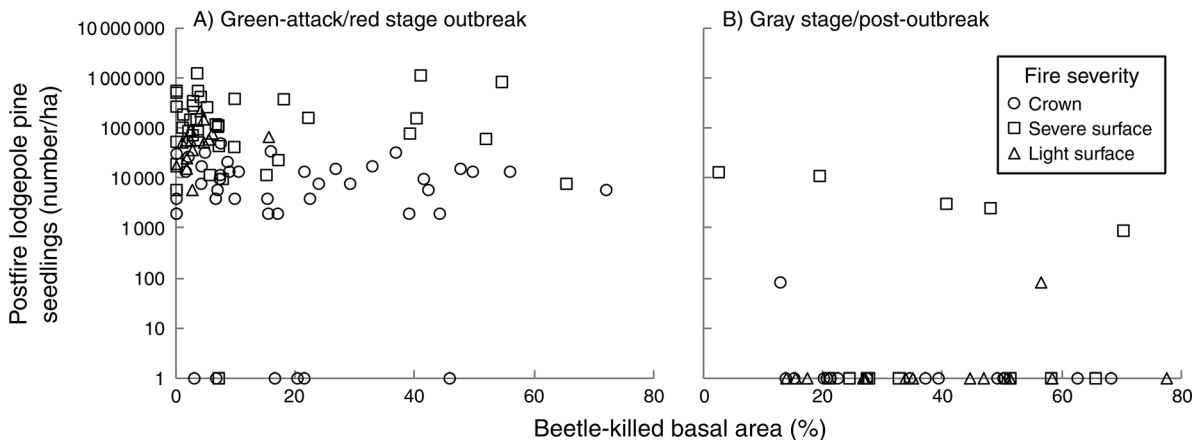 A) Green-attack/red stage outbreak
B) Gray stage/post-outbreak
Postfire lodgepole pine
seedlings (number/ha)
10 000 000
1 000 000
100 000
10 000
1000
100
10
1
0
20
40
60
80
0
20
40
60
80
Fire severity
Crown
Severe surface
Light surface
Beetle-killed basal area (%)